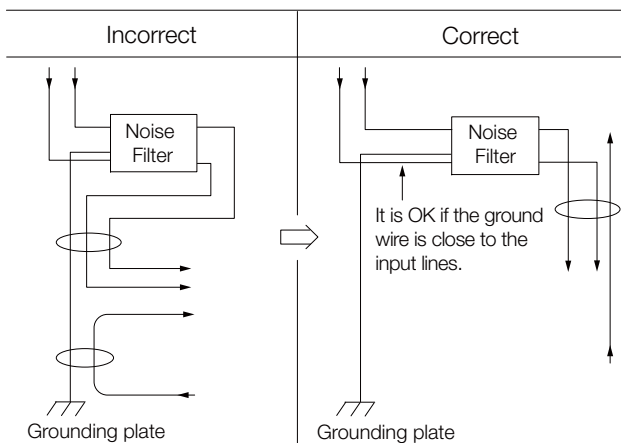 Incorrect
Correct
Noise
Filter
Grounding plate
Noise
Filter
It is OK if the ground
wire is close to the
input lines.
Grounding plate